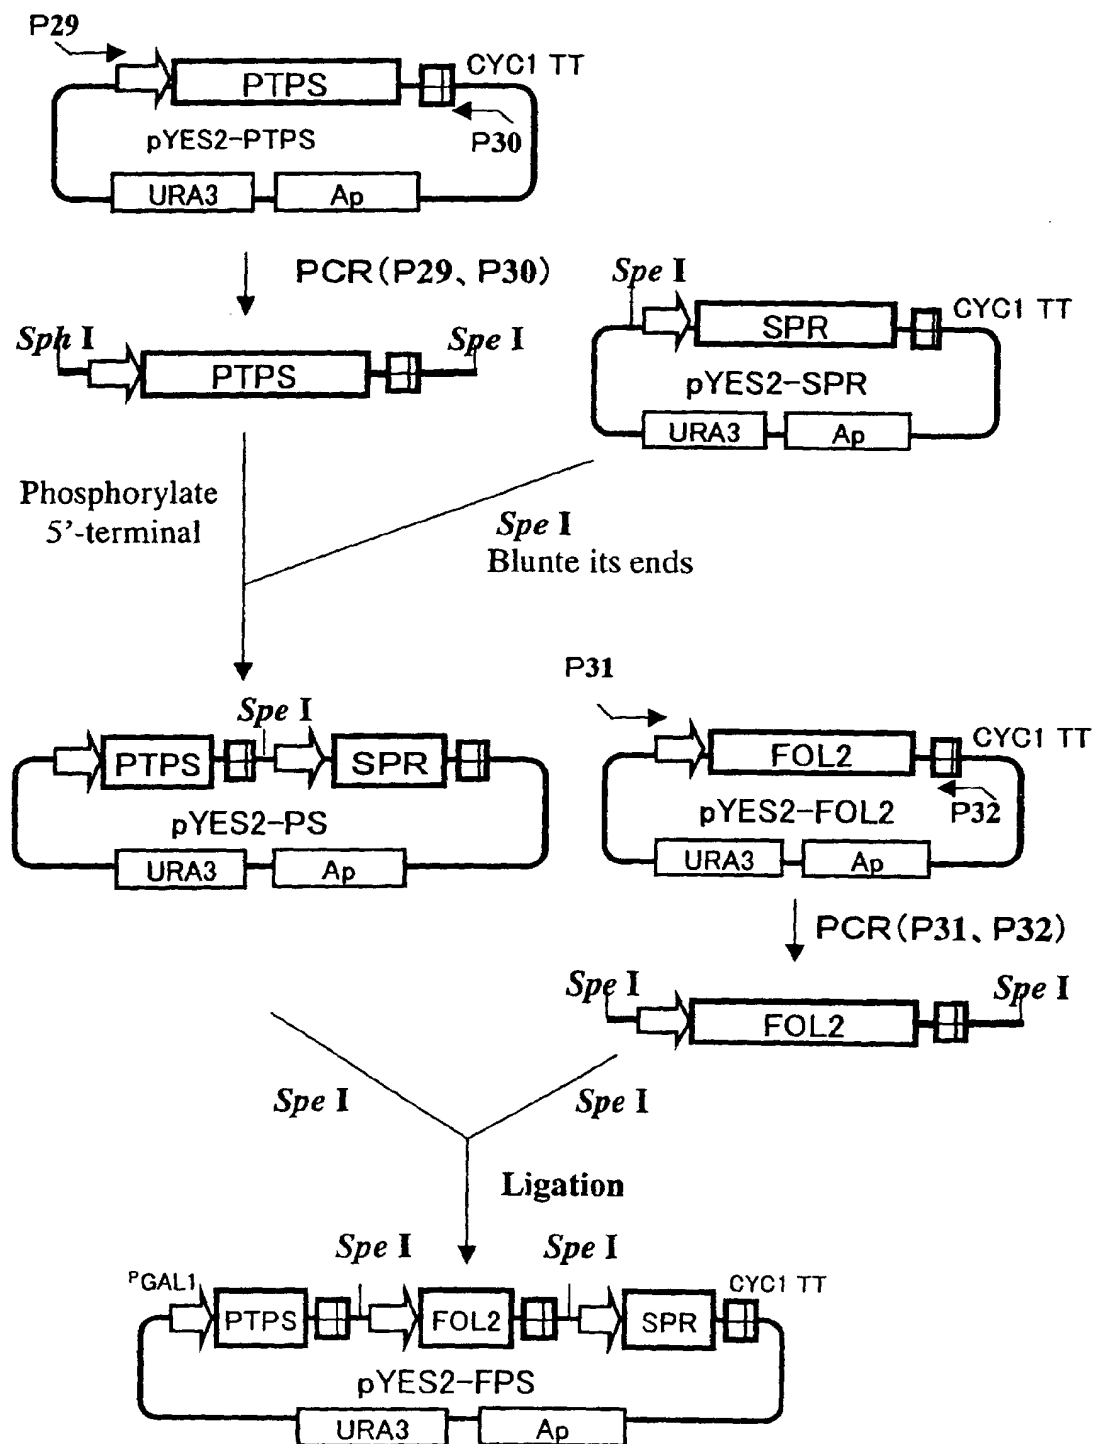 P29
CYC1 TT
PTPS
pYES2-PTPS
P30
URA3
Ap
PCR(P29、P30)
Spe I
CYC1 TT
SPR
pYES2-SPR
URA3
Ap
Sph I
Spe I
PTPS
Phosphorylate
5'-terminal
Spe I
Blunte its ends
P31
Spe I
PTPS
SPR
pYES2-PS
URA3
Ap
CYC1 TT
FOL2
pYES2-FOL2
P32
URA3
Ap
PCR(P31、P32)
Spe I
Spe I
FOL2
Spe I
Spe I
Ligation
Spe I
Spe I
PGAL1
CYC1 TT
PTPS
FOL2
SPR
pYES2-FPS
URA3
Ap